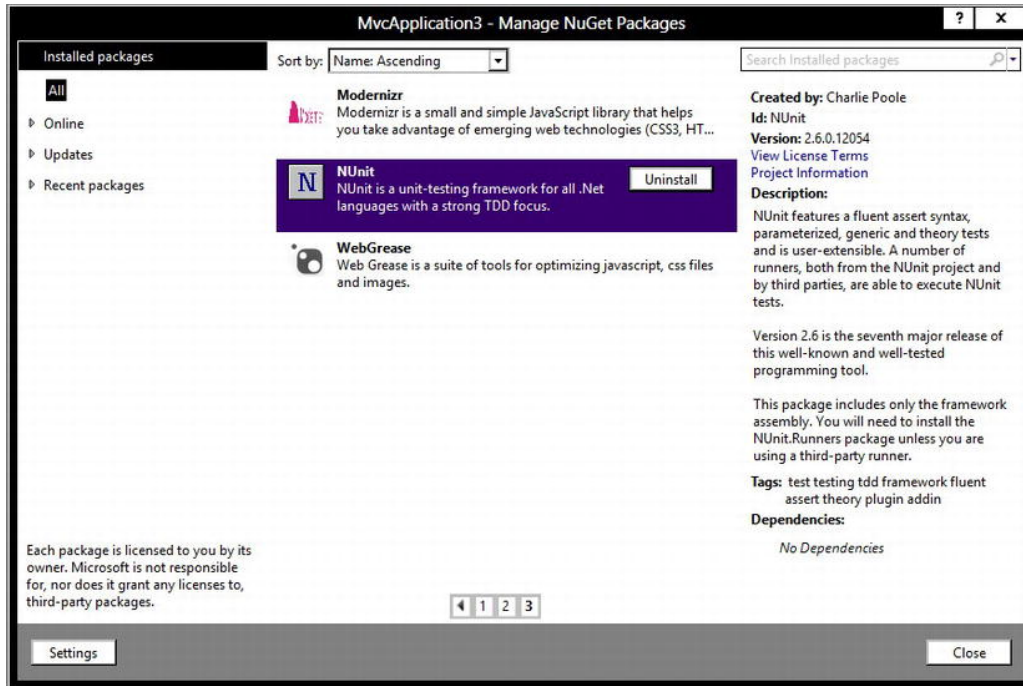 MvcApplication3 - Manage NuGet Packages
? X
Installed packages
All
Online
Updates
Recent packages
Each package is licensed to you by its
owner. Microsoft is not responsible
for, nor does it grant any licenses to,
third-party packages.
Sort by: Name: Ascending
Modernizr
Modernizr is a small and simple JavaScript library that helps
you take advantage of emerging web technologies (CSS3, HT...
N
NUnit
NUnit is a unit-testing framework for all .Net
languages with a strong TDD focus.
Uninstall
WebGrease
Web Grease is a suite of tools for optimizing javascript, css files
and images.
1 2 3
Search Installed packages
Created by: Charlie Poole
Id: NUnit
Version: 2.6.0.12054
View License Terms
Project Information
Description:
NUnit features a fluent assert syntax,
parameterized, generic and theory tests
and is user-extensible. A number of
runners, both from the NUnit project and
by third parties, are able to execute NUnit
tests.
Version 2.6 is the seventh major release of
this well-known and well-tested
programming tool.
This package includes only the framework
assembly. You will need to install the
NUnit.Runners package unless you are
using a third-party runner.
Tags: test testing tdd framework fluent
assert theory plugin addin
Dependencies:
No Dependencies
Settings
Close